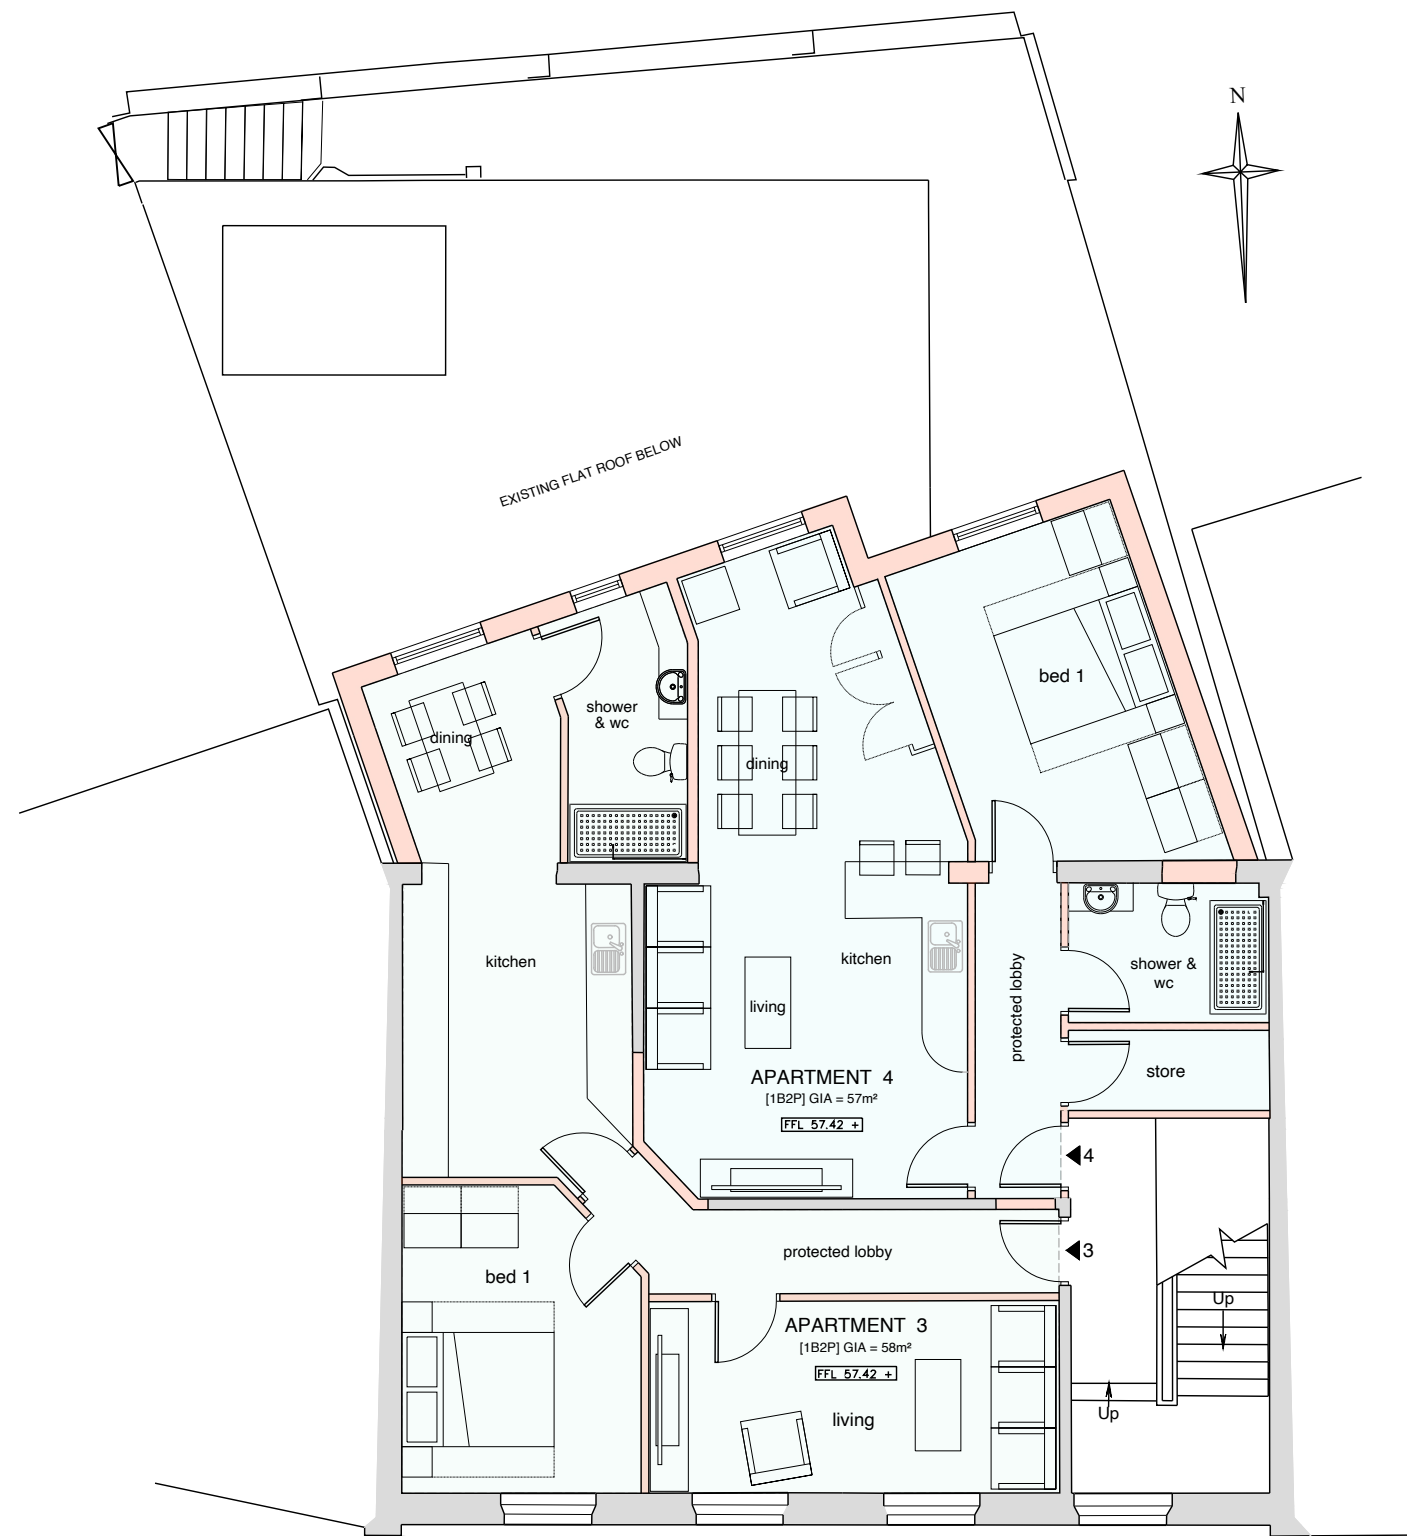 N
EXISTING FLAT ROOF BELOW
bed 1
shower
& wc
dining
dining
kitchen
kitchen
living
protected lobby
shower &
wc
store
APARTMENT 4
[1B2P] GIA = 57m²
FFL 57.42 +
4
3
protected lobby
bed 1
APARTMENT 3
[1B2P] GIA = 58m²
FFL 57.42 +
living
Up
Up